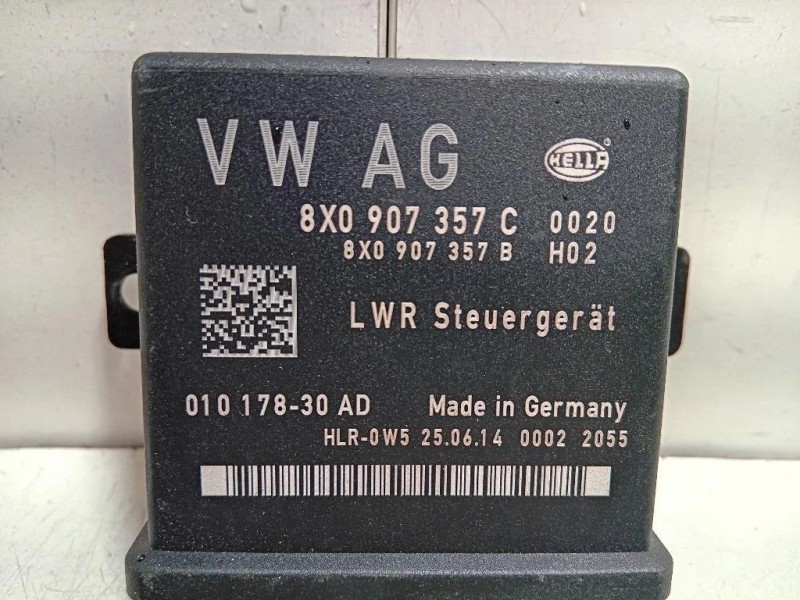 VW AG HELLA ®
8X0 907 357 C 0020
8X0 907 357 B H02
LWR Steuergerät
010 178-30 AD Made in Germany
HLR-0W5 25.06.14 0002 2055